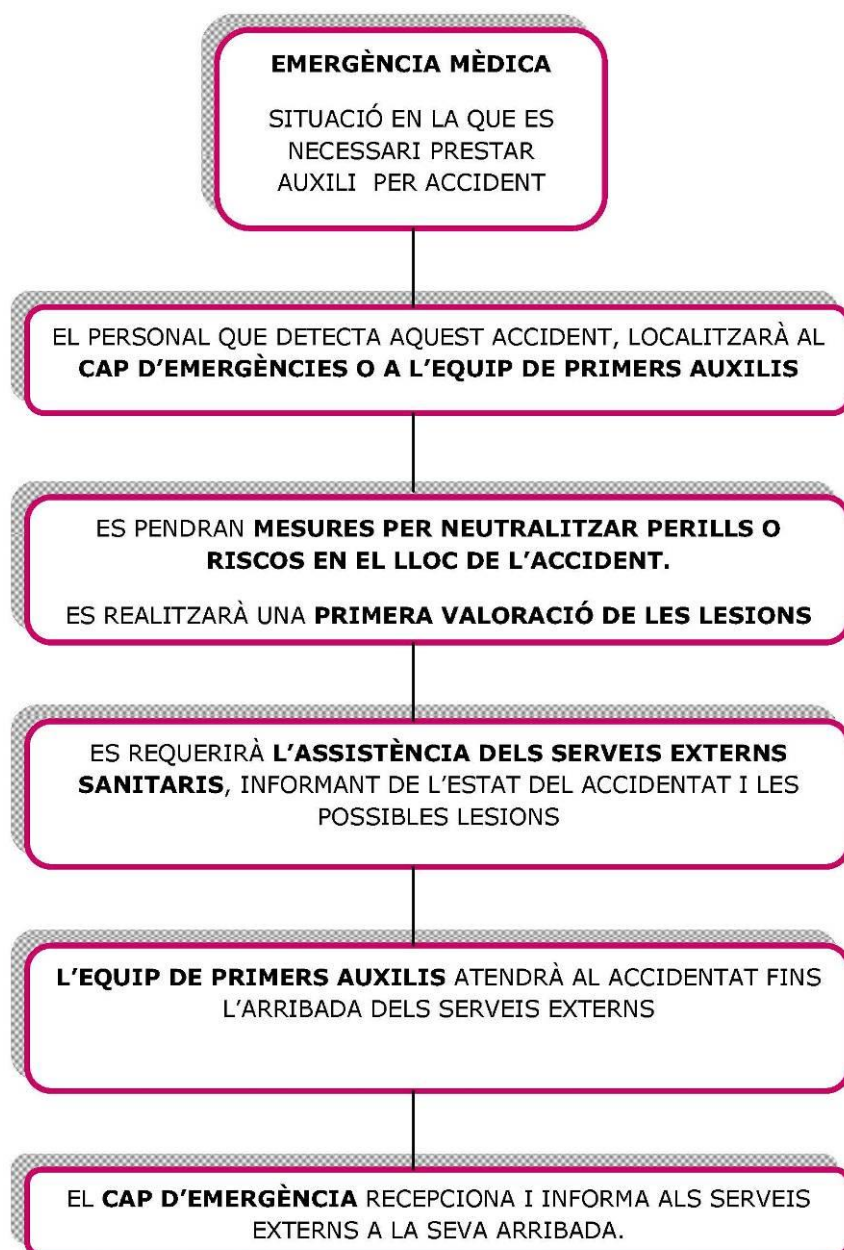 EMERGÈNCIA MÈDICA
SITUACIÓ EN LA QUE ES
NECESSARI PRESTAR
AUXILI PER ACCIDENT
EL PERSONAL QUE DETECTA AQUEST ACCIDENT, LOCALITZARÀ AL
CAP D'EMERGÈNCIES O A L'EQUIP DE PRIMERS AUXILIS
ES PENDRAN MESURES PER NEUTRALITZAR PERILLS O
RISCOS EN EL LLOC DE L'ACCIDENT.
ES REALITZARÀ UNA PRIMERA VALORACIÓ DE LES LESIONS
ES REQUERIRÀ L'ASSISTÈNCIA DELS SERVEIS EXTERNS
SANITARIS, INFORMANT DE L'ESTAT DEL ACCIDENTAT I LES
POSSIBLES LESIONS
L'EQUIP DE PRIMERS AUXILIS ATENDRÀ AL ACCIDENTAT FINS
L'ARRIBADA DELS SERVEIS EXTERNS
EL CAP D'EMERGÈNCIA RECEPCIONA I INFORMA ALS SERVEIS
EXTERNS A LA SEVA ARRIBADA.